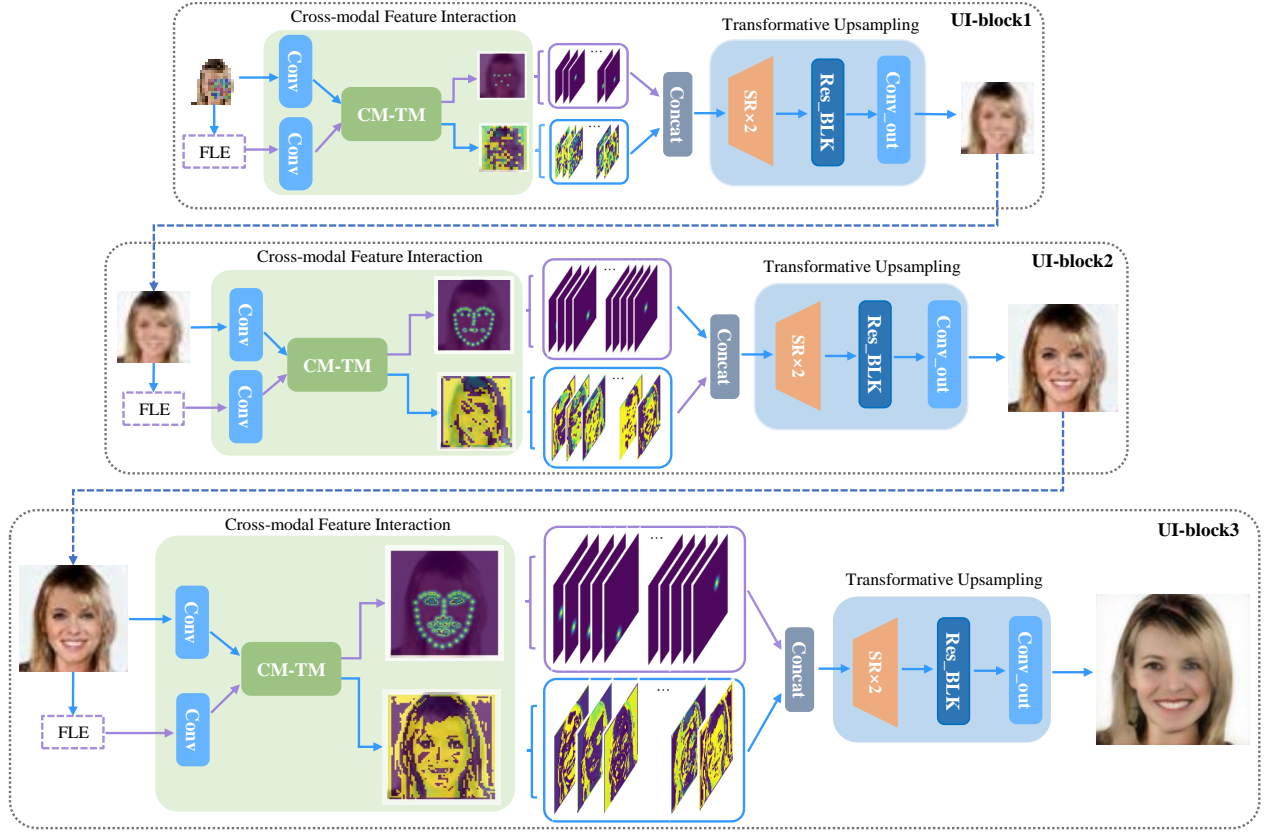 Cross-modal Feature Interaction
Transformative Upsampling
UI-block1
Conv
FLE
Conv
CM-TM
...
...
Concat
SR×2
Res_BLK
Conv_out
Cross-modal Feature Interaction
Transformative Upsampling
UI-block2
Conv
FLE
Conv
CM-TM
...
...
Concat
SR×2
Res_BLK
Conv_out
Cross-modal Feature Interaction
Transformative Upsampling
UI-block3
Conv
FLE
Conv
CM-TM
...
...
Concat
SR×2
Res_BLK
Conv_out